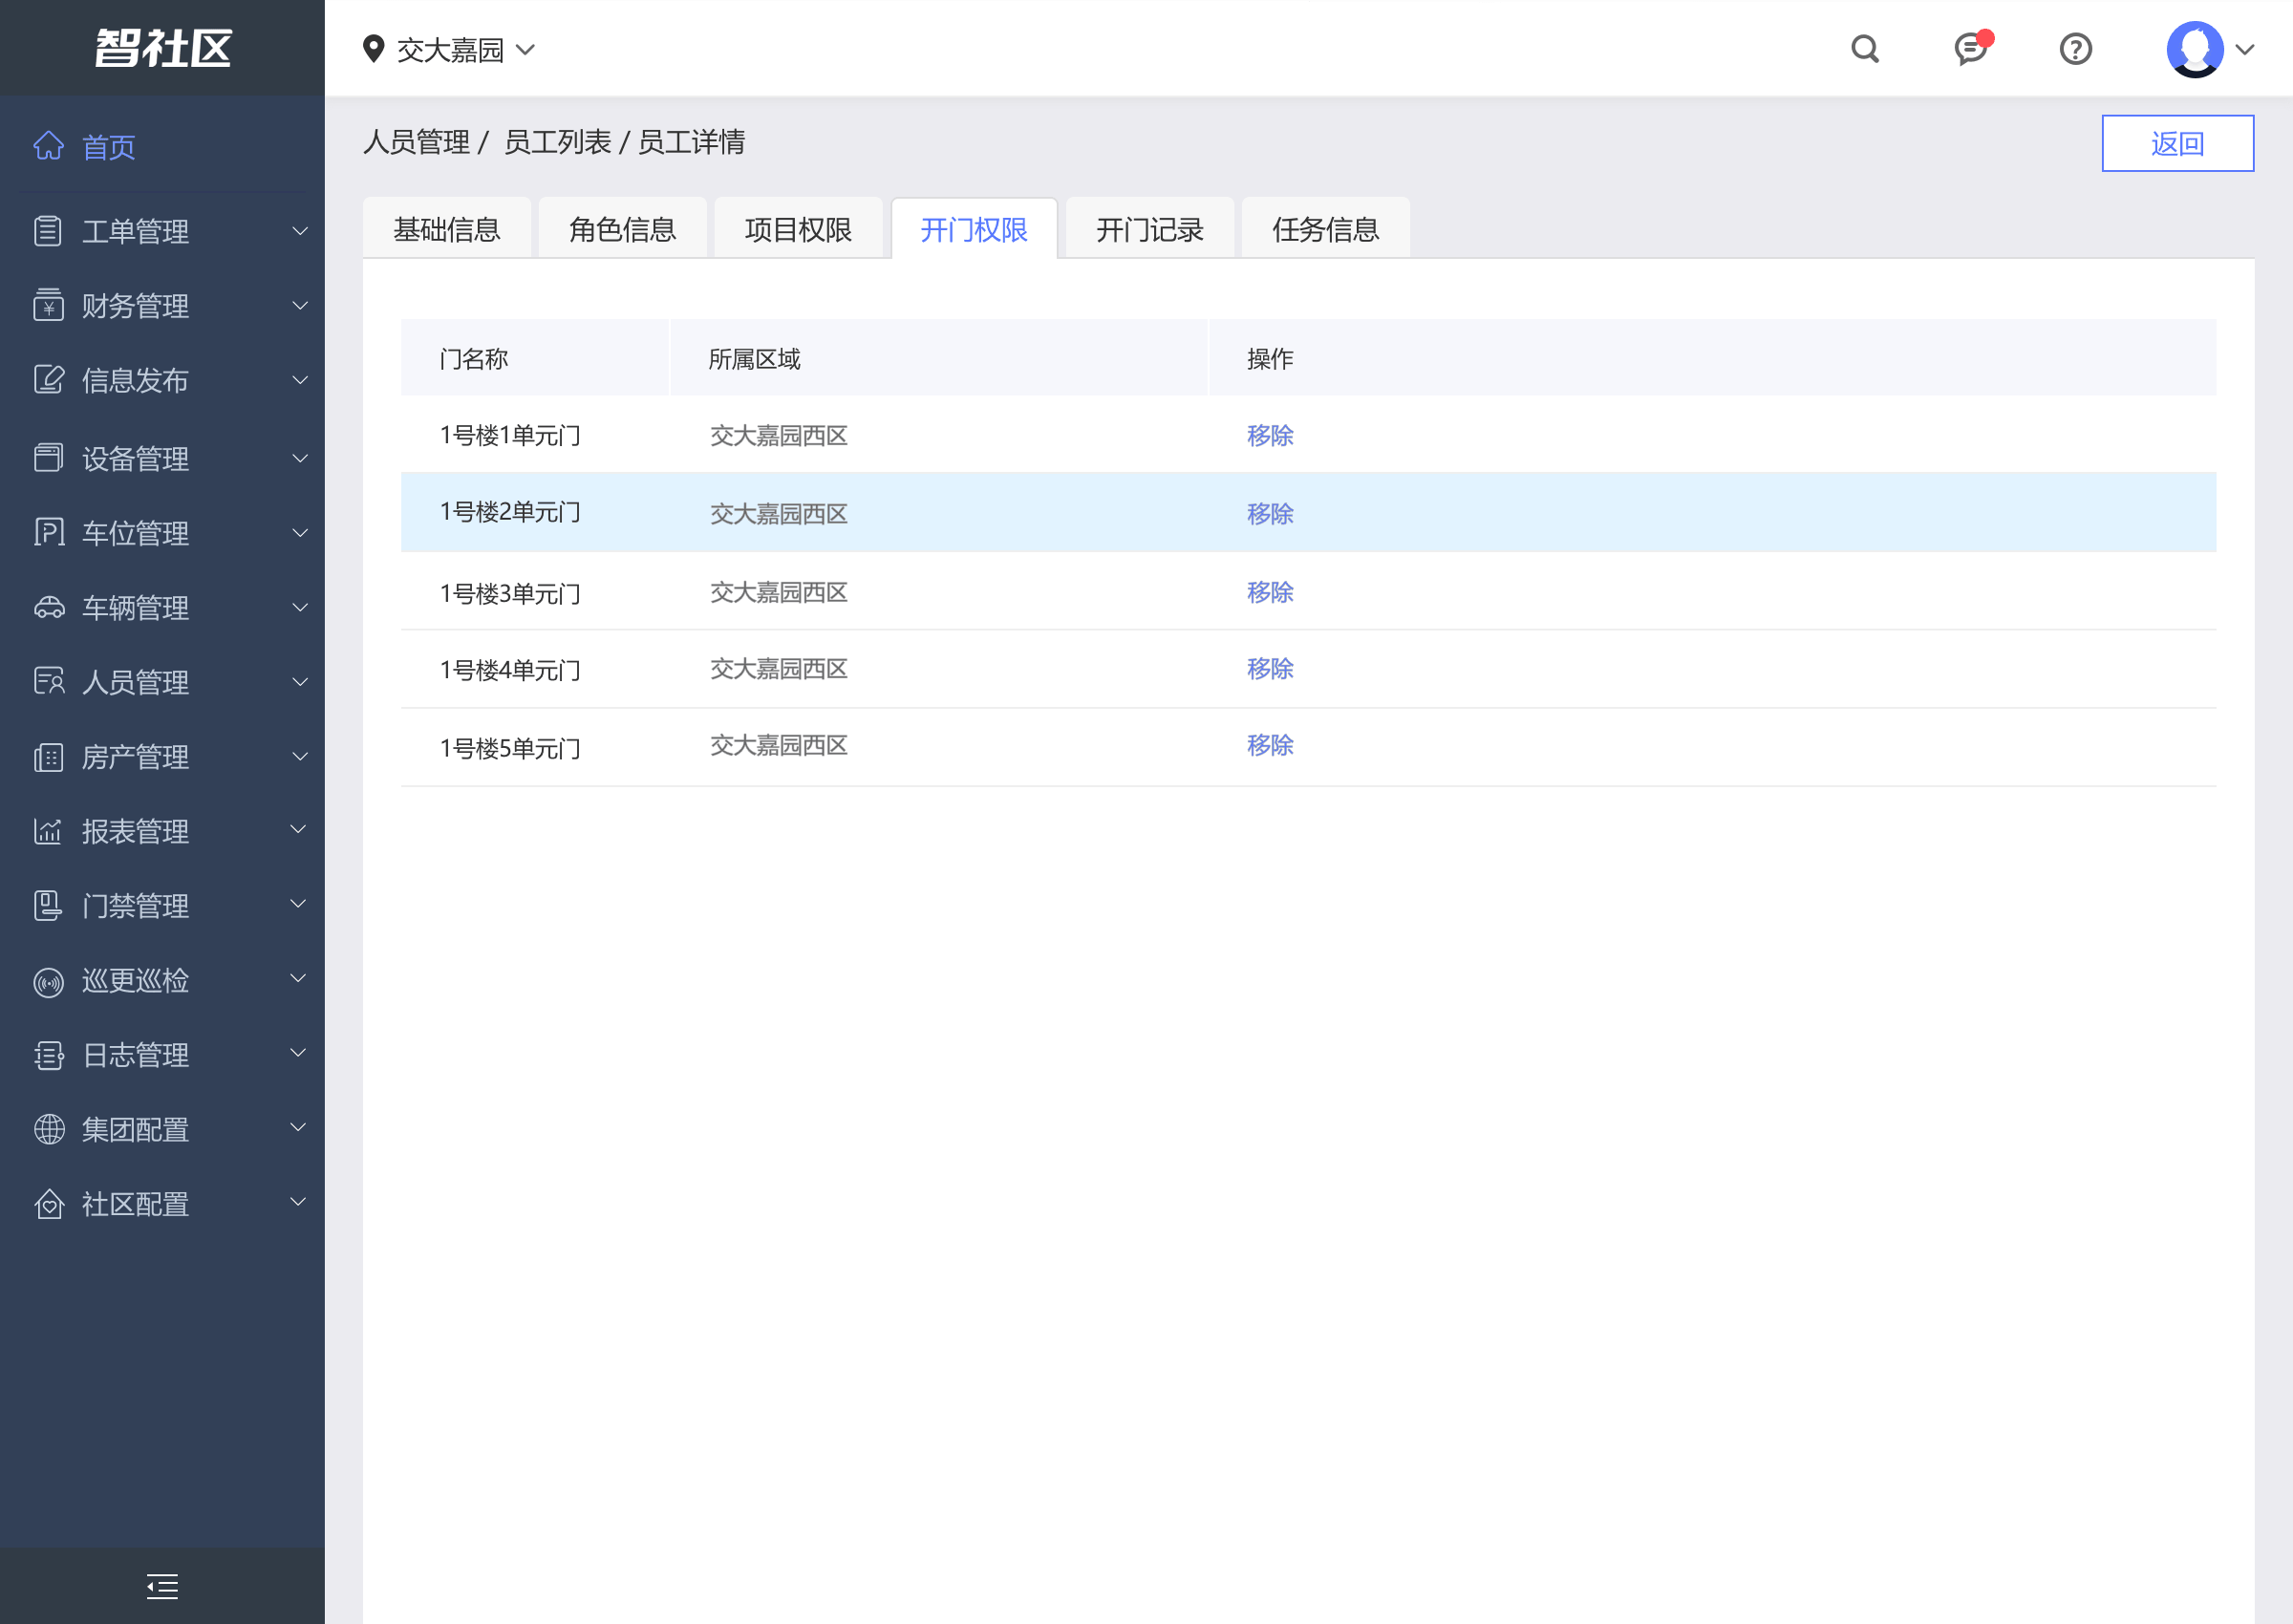 智社区
交大嘉园
人员管理 / 员工列表 / 员工详情
返回
首页
工单管理
财务管理
信息发布
设备管理
车位管理
车辆管理
人员管理
房产管理
报表管理
门禁管理
巡更巡检
日志管理
集团配置
社区配置
基础信息 角色信息 项目权限 开门权限 开门记录 任务信息
门名称 所属区域 操作
1号楼1单元门 交大嘉园西区 移除
1号楼2单元门 交大嘉园西区 移除
1号楼3单元门 交大嘉园西区 移除
1号楼4单元门 交大嘉园西区 移除
1号楼5单元门 交大嘉园西区 移除